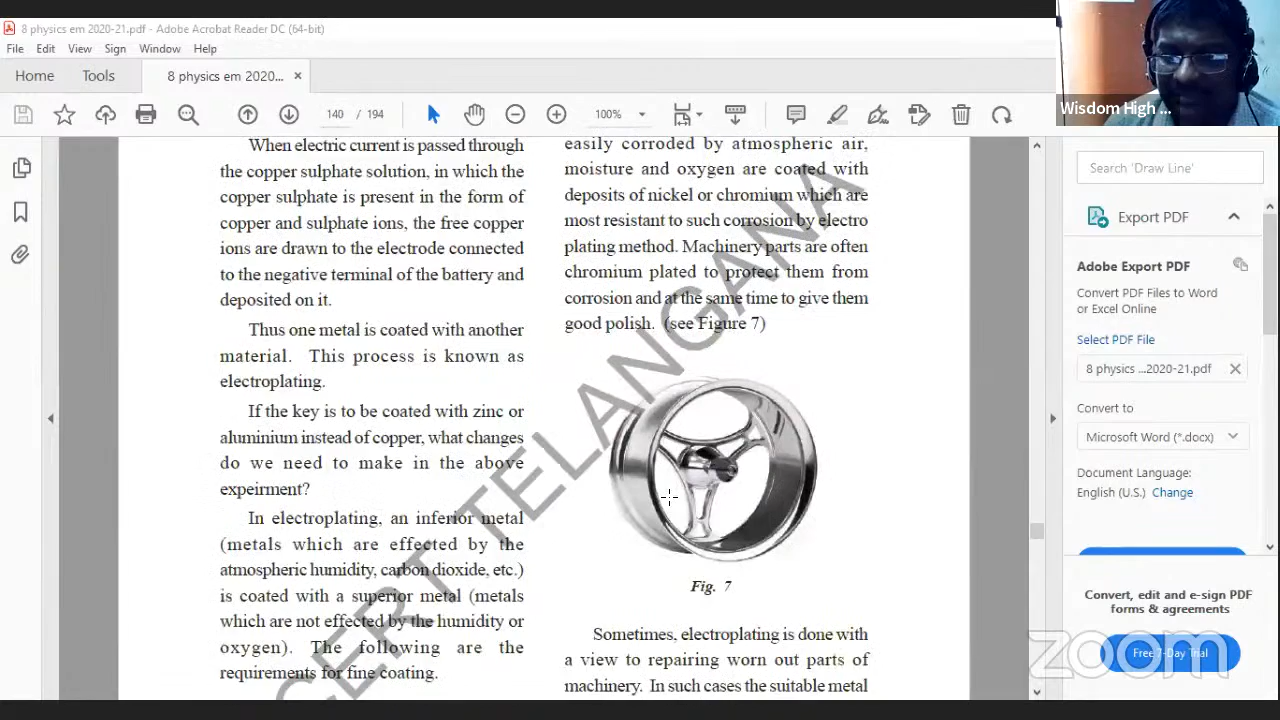 8 physics em 2020-21.pdf - Adobe Acrobat Reader DC (64-bit)
File Edit View Sign Window Help
Home Tools 8 physics em 2020... ×
140 / 194 100%
When electric current is passed through
the copper sulphate solution, in which the
copper sulphate is present in the form of
copper and sulphate ions, the free copper
ions are drawn to the electrode connected
to the negative terminal of the battery and
deposited on it.
Thus one metal is coated with another
material. This process is known as
electroplating.
If the key is to be coated with zinc or
aluminium instead of copper, what changes
do we need to make in the above
expeirment?
In electroplating, an inferior metal
(metals which are effected by the
atmospheric humidity, carbon dioxide, etc.)
is coated with a superior metal (metals
which are not effected by the humidity or
oxygen). The following are the
requirements for fine coating.
easily corroded by atmospheric air,
moisture and oxygen are coated with
deposits of nickel or chromium which are
most resistant to such corrosion by electro
plating method. Machinery parts are often
chromium plated to protect them from
corrosion and at the same time to give them
good polish. (see Figure 7)
Fig. 7
Sometimes, electroplating is done with
a view to repairing worn out parts of
machinery. In such cases the suitable metal
CERT TELANGANA
Wisdom High ...
Search 'Draw Line'
Export PDF
Adobe Export PDF
Convert PDF Files to Word
or Excel Online
Select PDF File
8 physics ...2020-21.pdf
Convert to
Microsoft Word (*.docx)
Document Language:
English (U.S.) Change
Convert, edit and e-sign PDF
forms & agreements
Free 7-Day Trial
zoom